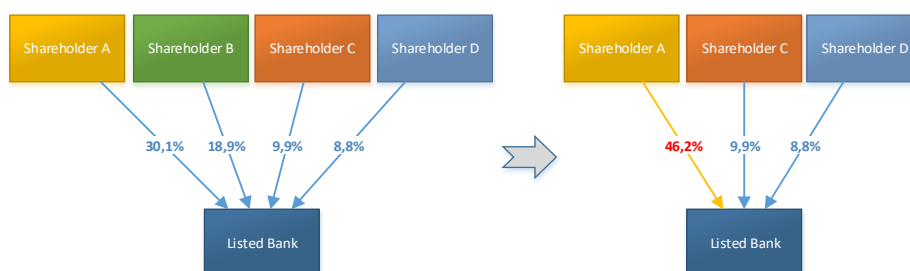 Shareholder A
Shareholder B
Shareholder C
Shareholder D
30,1%
18,9%
9,9%
8,8%
Listed Bank
Shareholder A
Shareholder C
Shareholder D
46,2%
9,9%
8,8%
Listed Bank